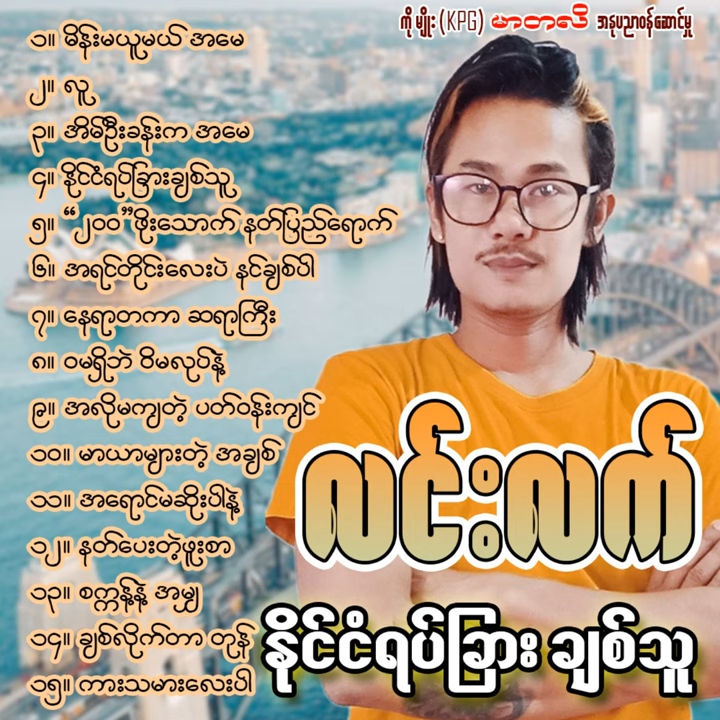 ကို မျိုး (KPG) မာတလိ အနုပညာဝန်ဆောင်မှု
၁။ မိန်းမယူမယ် အမေ
၂။ လူ
၃။ အိမ်ဦးခန်းက အမေ
၄။ နိုင်ငံရပ်ခြားချစ်သူ
၅။ “၂၀၀”ဖိုးသောက် နတ်ပြည်ရောက်
၆။ အရင်တိုင်းလေးပဲ နင်ချစ်ပါ
၇။ နေရာတကာ ဆရာကြီး
၈။ ဝမရှိဘဲ ဝိမလုပ်နဲ့
၉။ အလိုမကျတဲ့ ပတ်ဝန်းကျင်
၁၀။ မာယာများတဲ့ အချစ်
၁၁။ အရောင်မဆိုးပါနဲ့
၁၂။ နတ်ပေးတဲ့ဖူးစာ
၁၃။ စက္ကန့်နဲ့ အမျှ
၁၄။ ချစ်လိုက်တာ တုန်
၁၅။ ကားသမားလေးပါ
လင်းလက်
နိုင်ငံရပ်ခြား ချစ်သူ